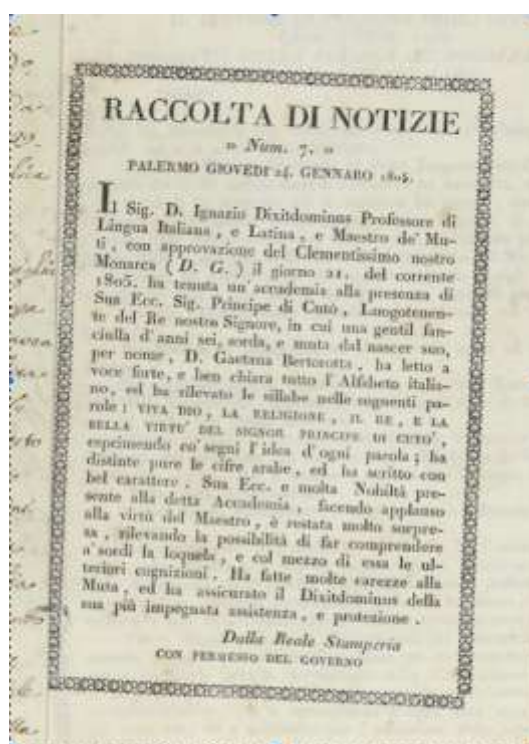 RACCOLTA DI NOTIZIE
» Num. 7. »
PALERMO GIOVEDI 24. GENNARO 1805.
Il Sig. D. Ignazio Dixitdominus Professore di
Lingua Italiana, e Latina, e Maestro de' Mu-
ti, con approvazione del Clementissimo nostro
Monarca ( D. G. ) il giorno 21. del corrente
1805. ha tenuta un' accademia alla presenza di
Sua Ecc. Sig. Principe di Cutò, Luogotenen-
te del Re nostro Signore, in cui una gentil fan-
ciulla d' anni sei, sorda, e muta dal nascer suo,
per nome, D. Gaetana Bertorotta, ha letto a
voce forte, e ben chiara tutto l' Alfabeto italia-
no, ed ha rilevato le sillabe nelle seguenti pa-
role : VIVA DIO, LA RELIGIONE, IL RE, E LA
BELLA VIRTU' DEL SIGNOR PRINCIPE DI CUTO',
esprimendo co' segni l' idea d' ogni parola ; ha
distinte pure le cifre arabe, ed ha scritto con
bel carattere. Sua Ecc. e molta Nobiltà pre-
sente alla detta Accademia, facendo applauso
alla virtù del Maestro, è restata molto sorpre-
sa, rilevando la possibilità di far comprendere
a' sordi la loquela, e col mezzo di essa le ul-
teriori cognizioni. Ha fatte molte carezze alla
Muta, ed ha assicurato il Dixitdominus della
sua più impegnata assistenza, e protezione.
Dalla Reale Stamperia
CON PERMESSO DEL GOVERNO